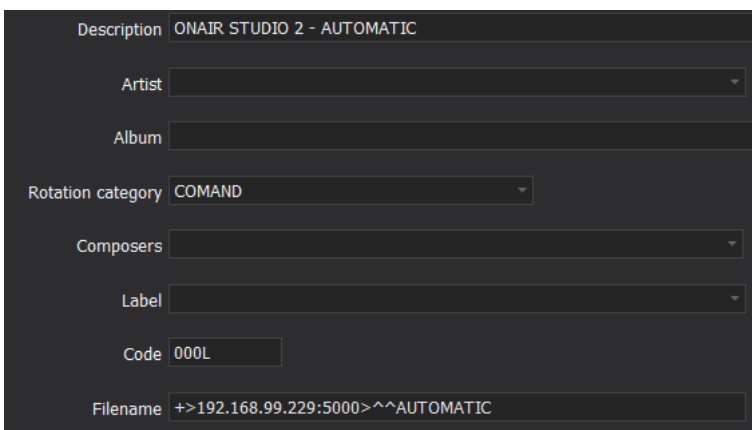 Description ONAIR STUDIO 2 - AUTOMATIC
Artist
Album
Rotation category COMAND
Composers
Label
Code 000L
Filename +>192.168.99.229:5000>^^AUTOMATIC